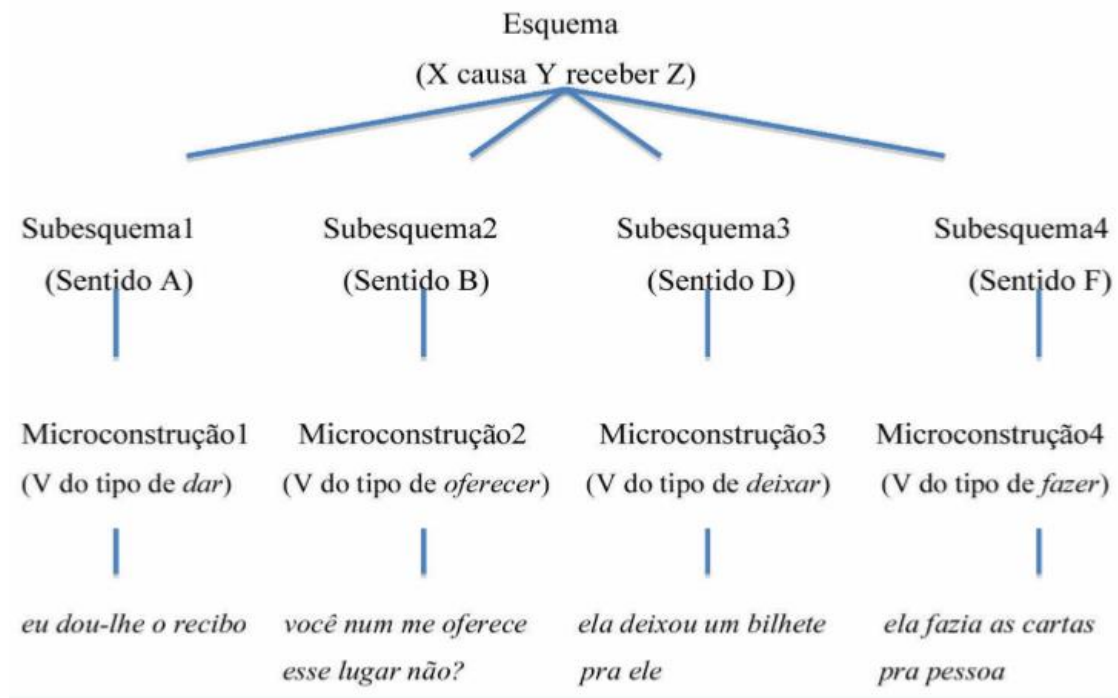 Esquema
(X causa Y receber Z)
Subesquema1 Subesquema2 Subesquema3 Subesquema4
(Sentido A) (Sentido B) (Sentido D) (Sentido F)
Microconstrução1 Microconstrução2 Microconstrução3 Microconstrução4
(V do tipo de dar) (V do tipo de oferecer) (V do tipo de deixar) (V do tipo de fazer)
eu dou-lhe o recibo você num me oferece ela deixou um bilhete ela fazia as cartas
esse lugar não? pra ele pra pessoa